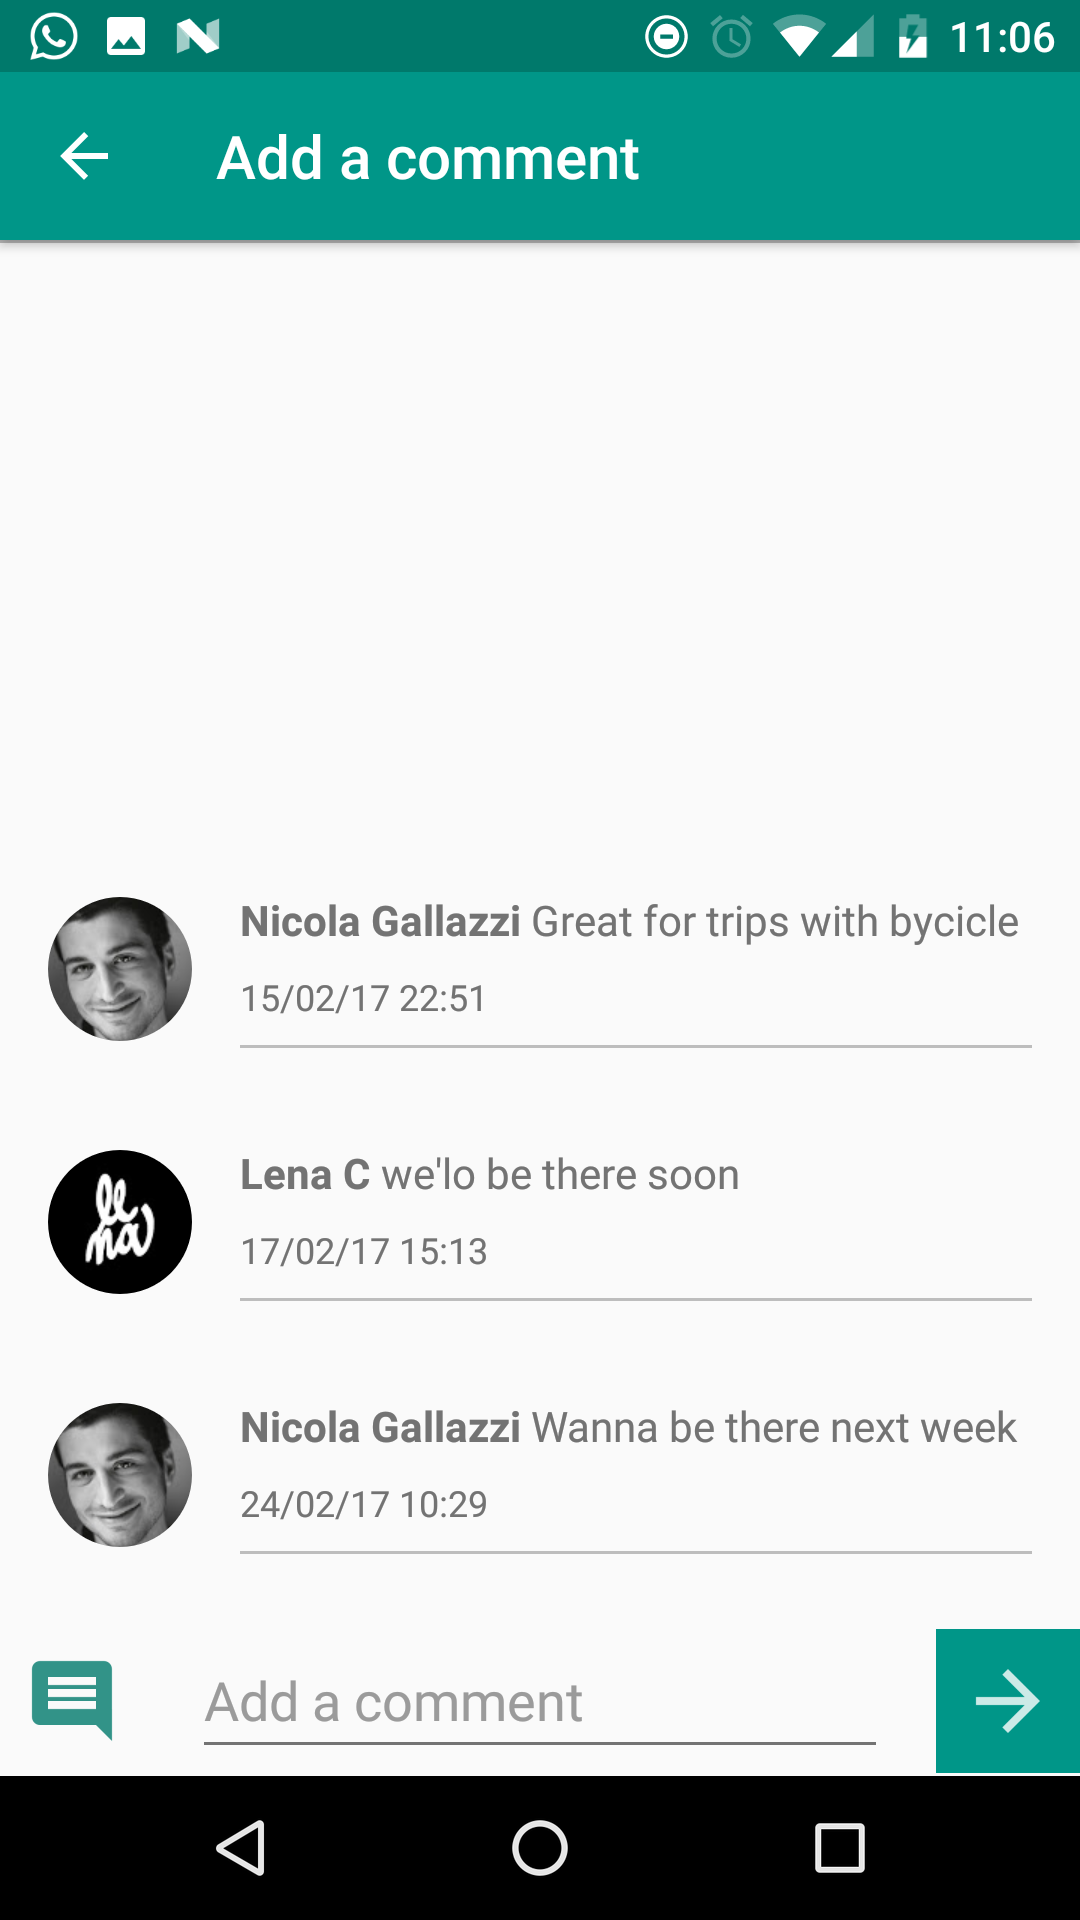 11:06
Add a comment
Nicola Gallazzi Great for trips with bycicle
15/02/17 22:51
lena
Lena C we'lo be there soon
17/02/17 15:13
Nicola Gallazzi Wanna be there next week
24/02/17 10:29
Add a comment